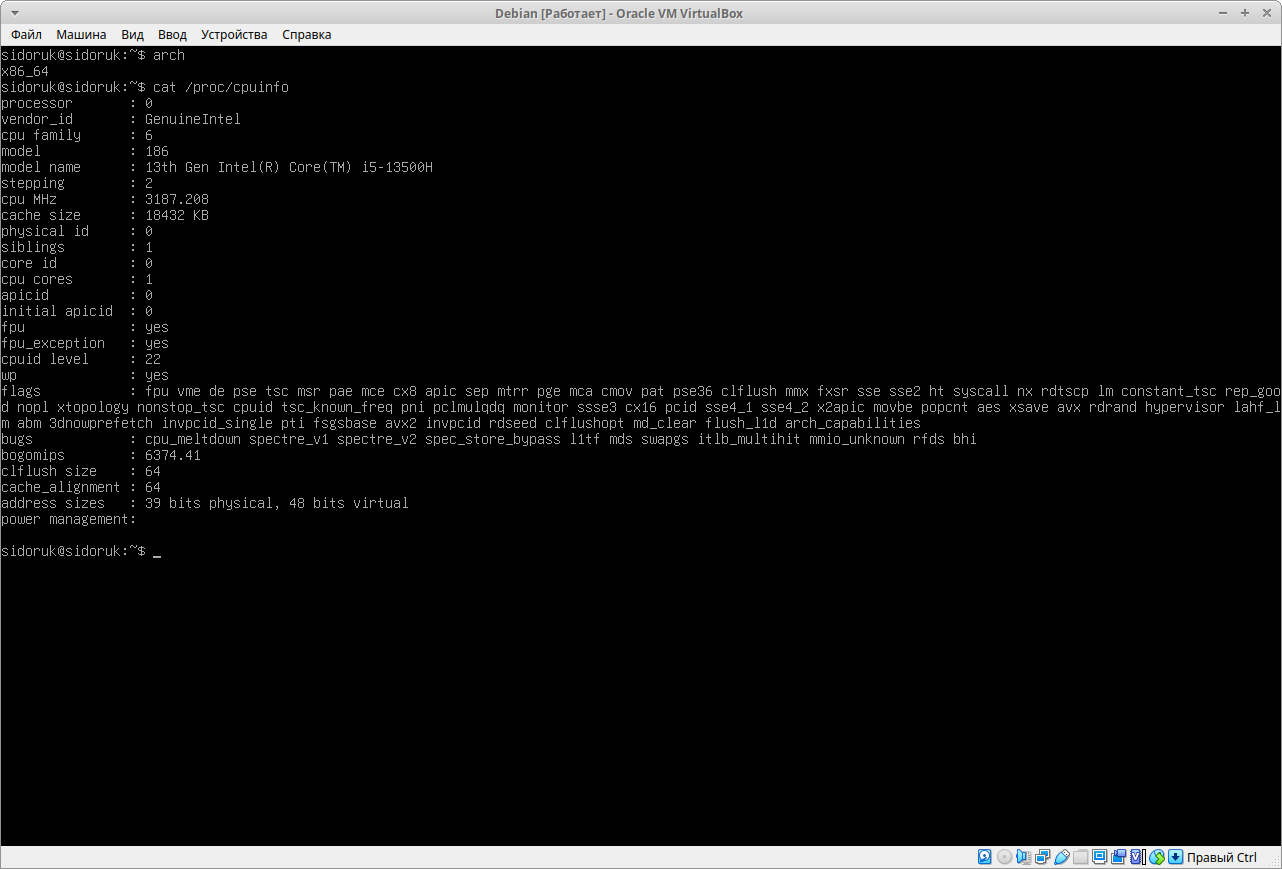 Debian [Работает] - Oracle VM VirtualBox
Файл Машина Вид Ввод Устройства Справка
sidoruk@sidoruk:~$ arch
x86_64
sidoruk@sidoruk:~$ cat /proc/cpuinfo
processor : 0
vendor_id : GenuineIntel
cpu family : 6
model : 186
model name : 13th Gen Intel(R) Core(TM) i5-13500H
stepping : 2
cpu MHz : 3187.208
cache size : 18432 KB
physical id : 0
siblings : 1
core id : 0
cpu cores : 1
apicid : 0
initial apicid : 0
fpu : yes
fpu_exception : yes
cpuid level : 22
wp : yes
flags : fpu vme de pse tsc msr pae mce cx8 apic sep mtrr pge mca cmov pat pse36 clflush mmx fxsr sse sse2 ht syscall nx rdtscp lm constant_tsc rep_goo
d nopl xtopology nonstop_tsc cpuid tsc_known_freq pni pclmulqdq monitor ssse3 cx16 pcid sse4_1 sse4_2 x2apic movbe popcnt aes xsave avx rdrand hypervisor lahf_l
m abm 3dnowprefetch invpcid_single pti fsgsbase avx2 invpcid rdseed clflushopt md_clear flush_l1d arch_capabilities
bugs : cpu_meltdown spectre_v1 spectre_v2 spec_store_bypass l1tf mds swapgs itlb_multihit mmio_unknown rfds bhi
bogomips : 6374.41
clflush size : 64
cache_alignment : 64
address sizes : 39 bits physical, 48 bits virtual
power management:
sidoruk@sidoruk:~$ _
Правый Ctrl